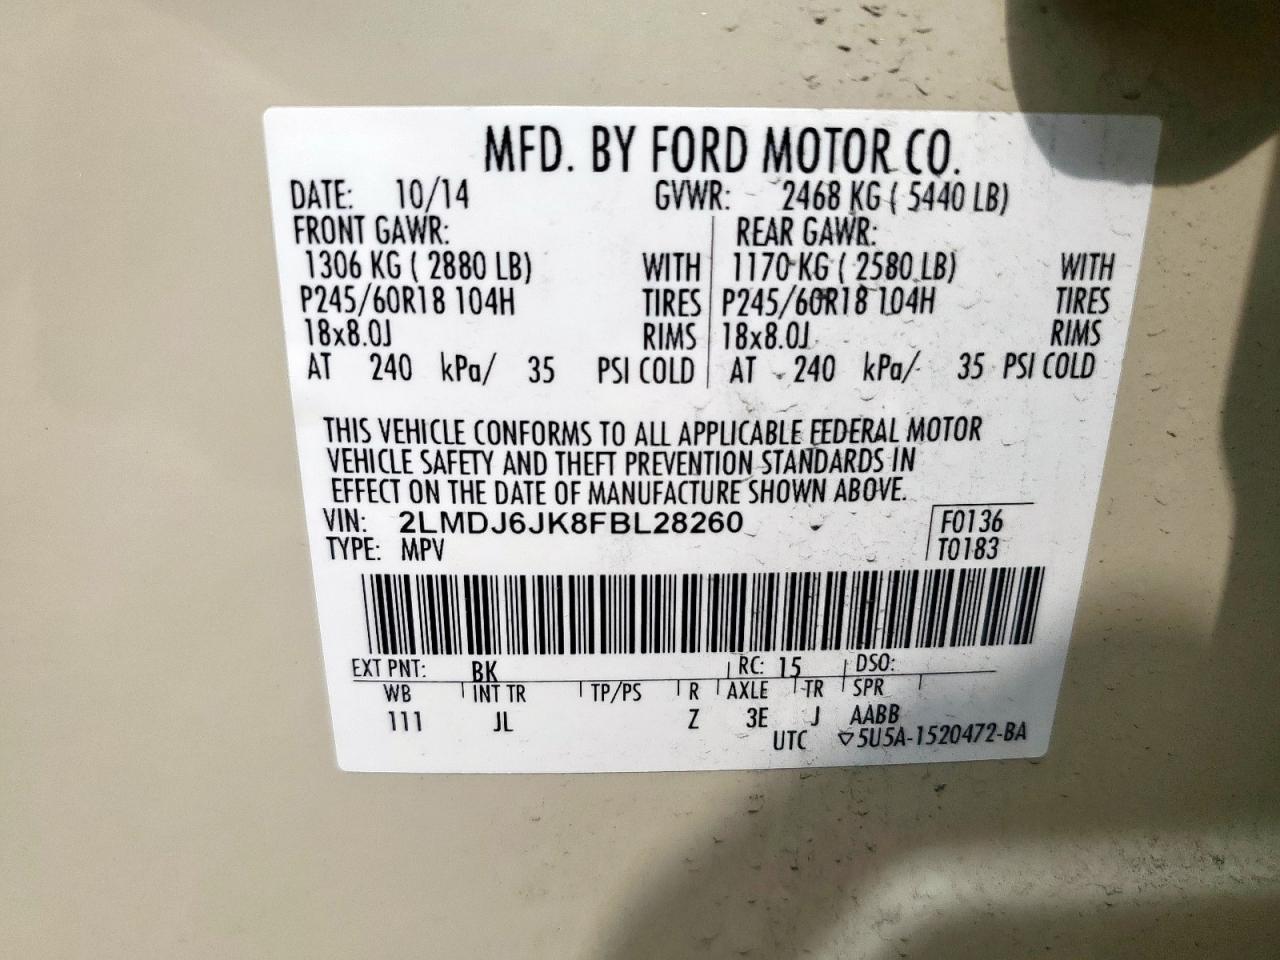 MFD. BY FORD MOTOR CO.
DATE: 10/14 GVWR: 2468 KG ( 5440 LB)
FRONT GAWR: REAR GAWR:
1306 KG ( 2880 LB) WITH 1170 KG ( 2580 LB) WITH
P245/60R18 104H TIRES P245/60R18 104H TIRES
18x8.0J RIMS 18x8.0J RIMS
AT 240 kPa/ 35 PSI COLD AT 240 kPa/ 35 PSI COLD
THIS VEHICLE CONFORMS TO ALL APPLICABLE FEDERAL MOTOR
VEHICLE SAFETY AND THEFT PREVENTION STANDARDS IN
EFFECT ON THE DATE OF MANUFACTURE SHOWN ABOVE.
VIN: 2LMDJ6JK8FBL28260 F0136
TYPE: MPV T0183
EXT PNT: BK RC: 15 DSO:
WB INT TR TP/PS R AXLE TR SPR
111 JL Z 3E J AABB
UTC ▽5U5A-1520472-BA